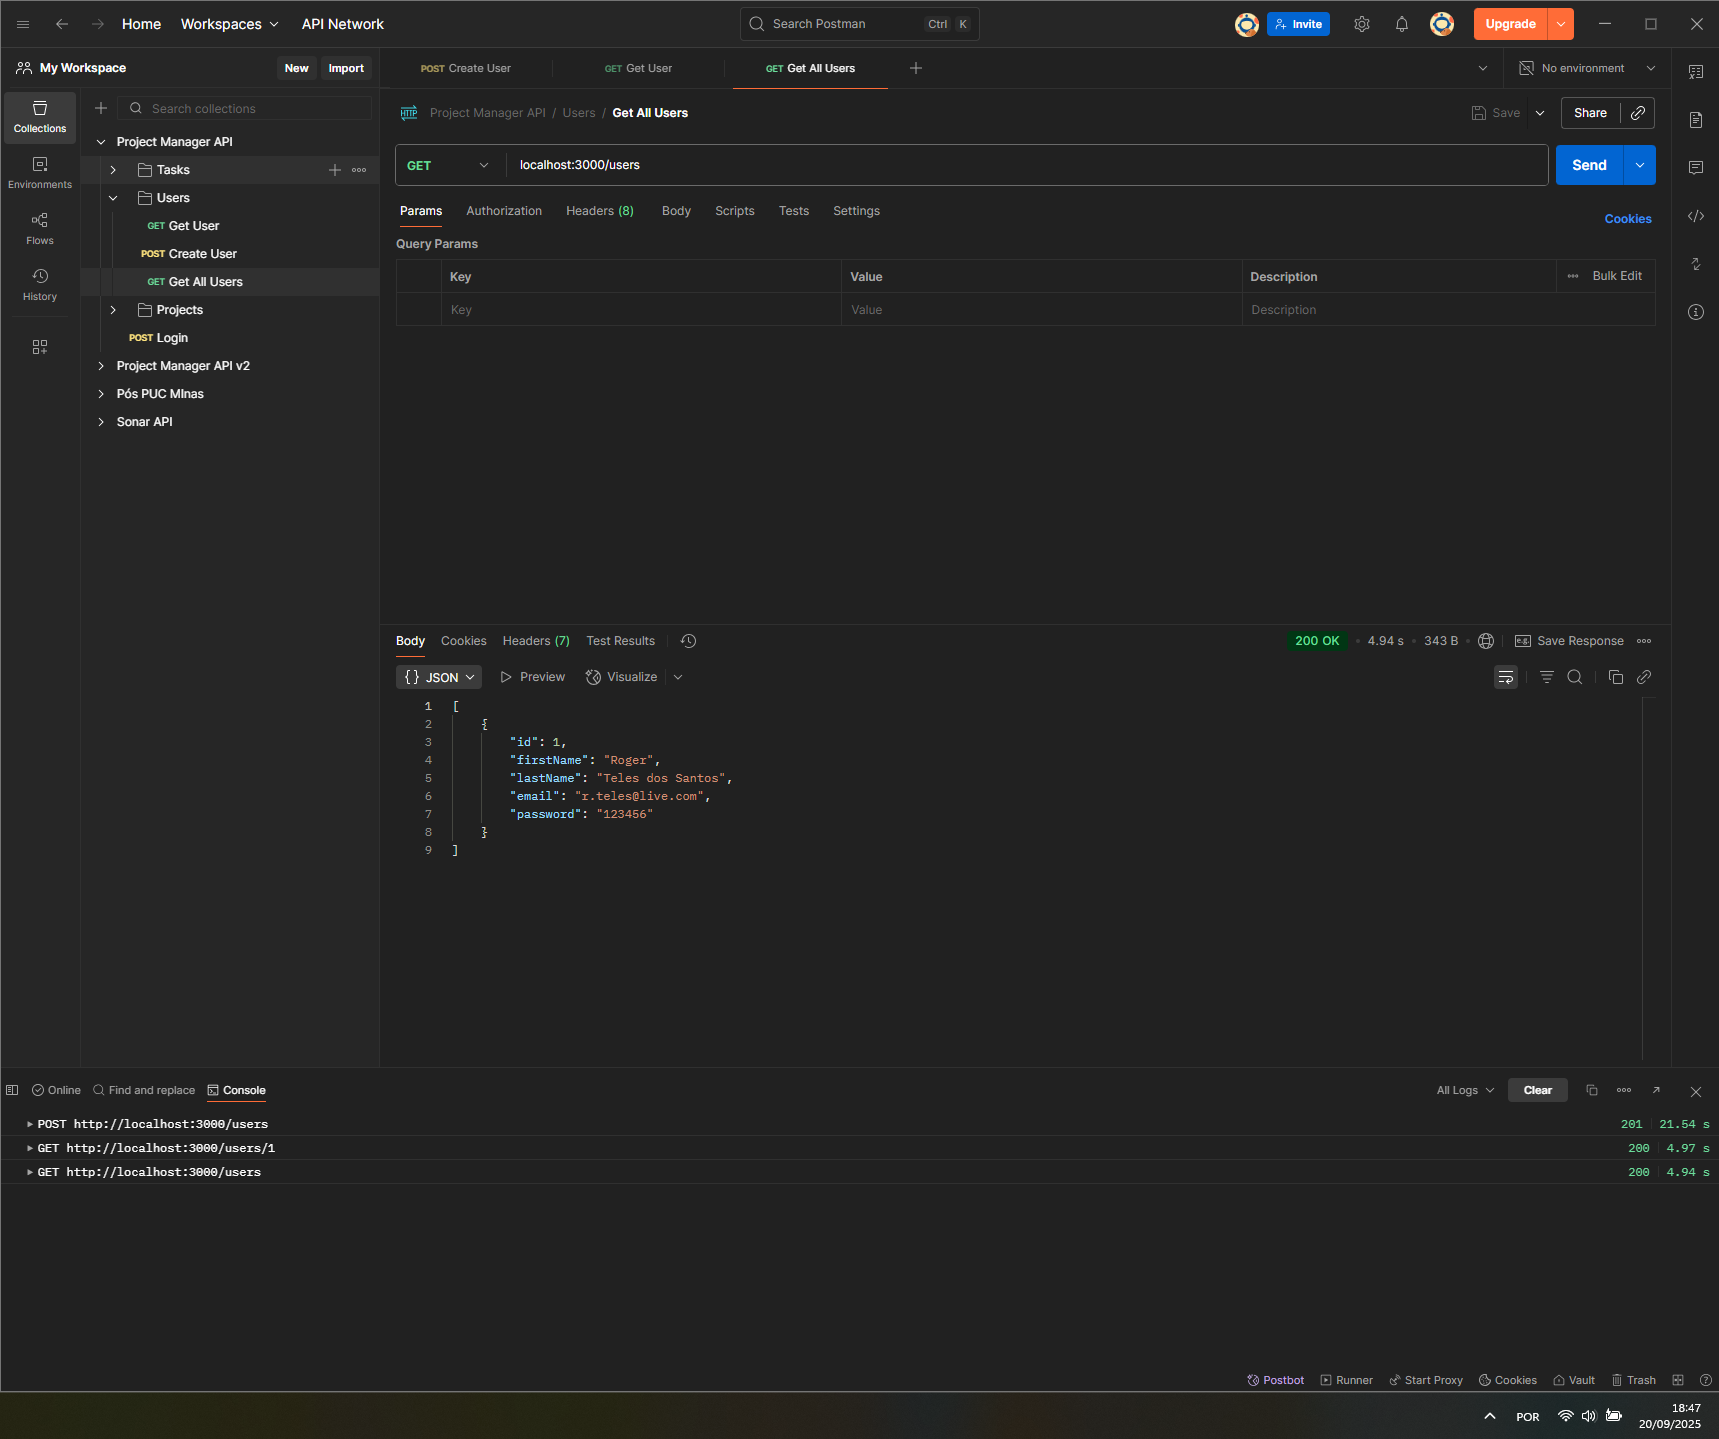 Home Workspaces API Network Search Postman Ctrl K Invite Upgrade
My Workspace New Import
POST Create User GET Get User GET Get All Users No environment
Search collections
Collections
Environments
Flows
History
Project Manager API
Tasks
Users
GET Get User
POST Create User
GET Get All Users
Projects
POST Login
Project Manager API v2
Pós PUC MInas
Sonar API
HTTP Project Manager API / Users / Get All Users Save Share
GET localhost:3000/users Send
Params Authorization Headers (8) Body Scripts Tests Settings Cookies
Query Params
Key Value Description Bulk Edit
Key Value Description
Body Cookies Headers (7) Test Results 200 OK 4.94 s 343 B e.g. Save Response
{} JSON Preview Visualize
1 [
2 {
3 "id": 1,
4 "firstName": "Roger",
5 "lastName": "Teles dos Santos",
6 "email": "r.teles@live.com",
7 "password": "123456"
8 }
9 ]
Online Find and replace Console All Logs Clear
POST http://localhost:3000/users 201 21.54 s
GET http://localhost:3000/users/1 200 4.97 s
GET http://localhost:3000/users 200 4.94 s
Postbot Runner Start Proxy Cookies Vault Trash
POR 18:47
20/09/2025